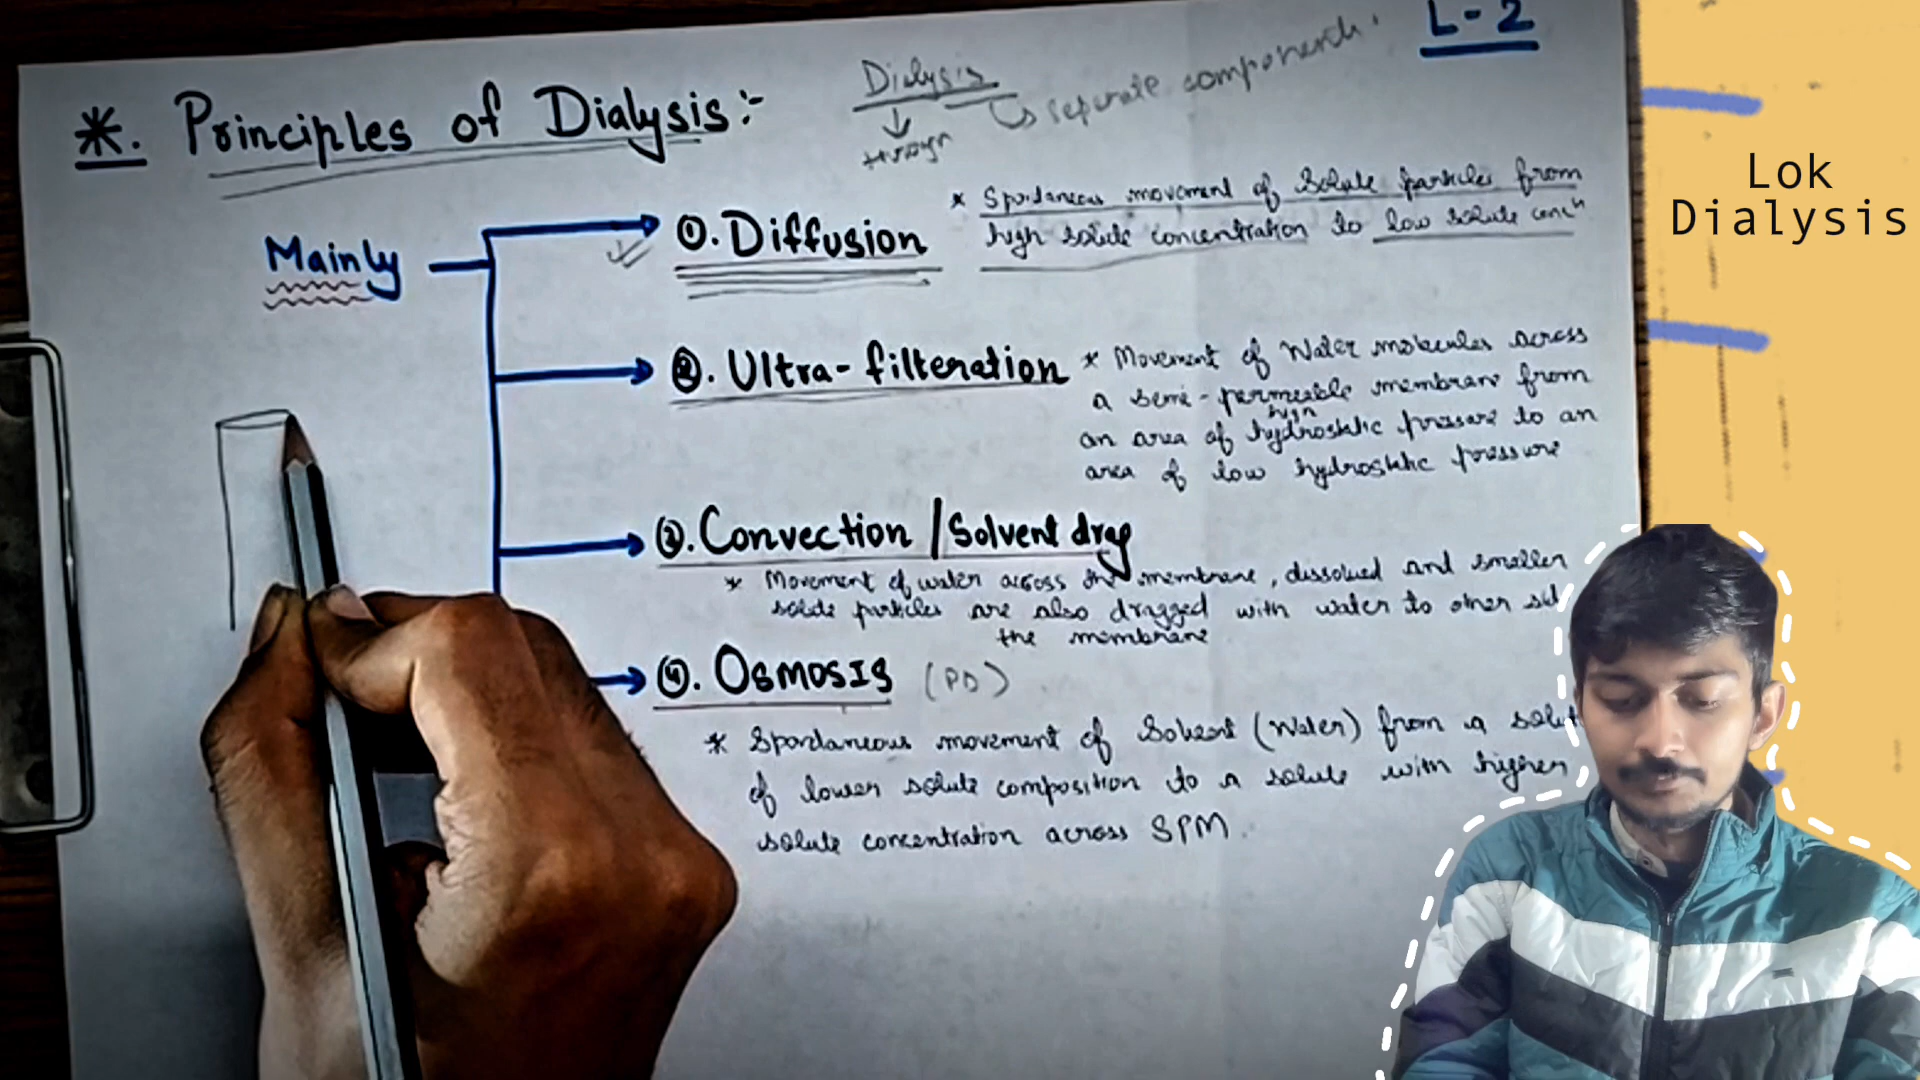 L-2
Dialysis
↳ separate components.
↓
through
*. Principles of Dialysis:-
Mainly
①. Diffusion
* Spontaneous movement of Solute particles from
high solute concentration to low solute concⁿ
②. Ultra-filteration
* Movement of Water molecules across
a semi-permeable membrane from
high
an area of hydrostatic pressure to an
area of low hydrostatic pressure
③. Convection / Solvent drag
* Movement of water across the membrane, dissolued and smaller
solute particles are also dragged with water to other sid
the membrane
④. Osmosis (PD)
* Spontaneous movement of Solvent (Water) from a solut
of lower solute composition to a solute with higher
solute concentration across SPM.
Lok
Dialysis